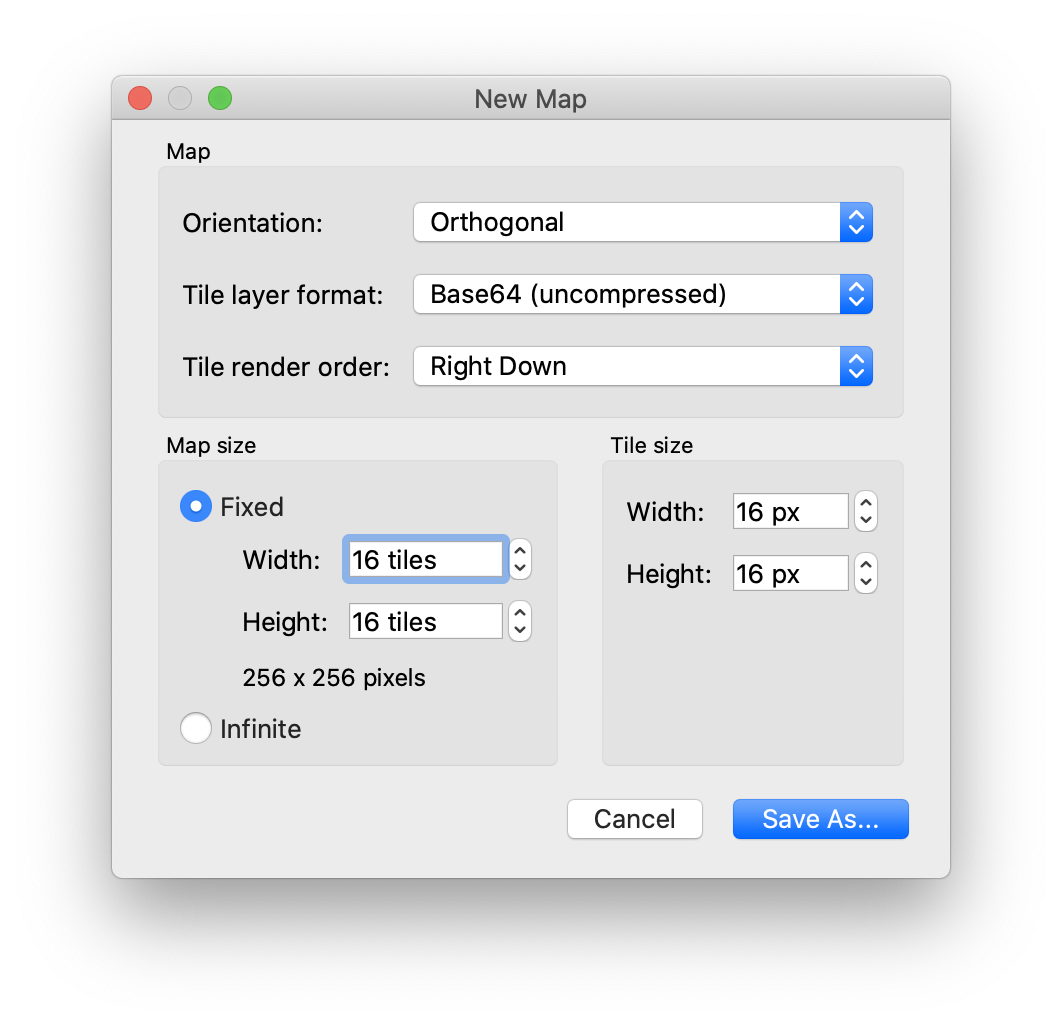 New Map
Map
Orientation: Orthogonal
Tile layer format: Base64 (uncompressed)
Tile render order: Right Down
Map size
Fixed
Width: 16 tiles
Height: 16 tiles
256 x 256 pixels
Infinite
Tile size
Width: 16 px
Height: 16 px
Cancel Save As...